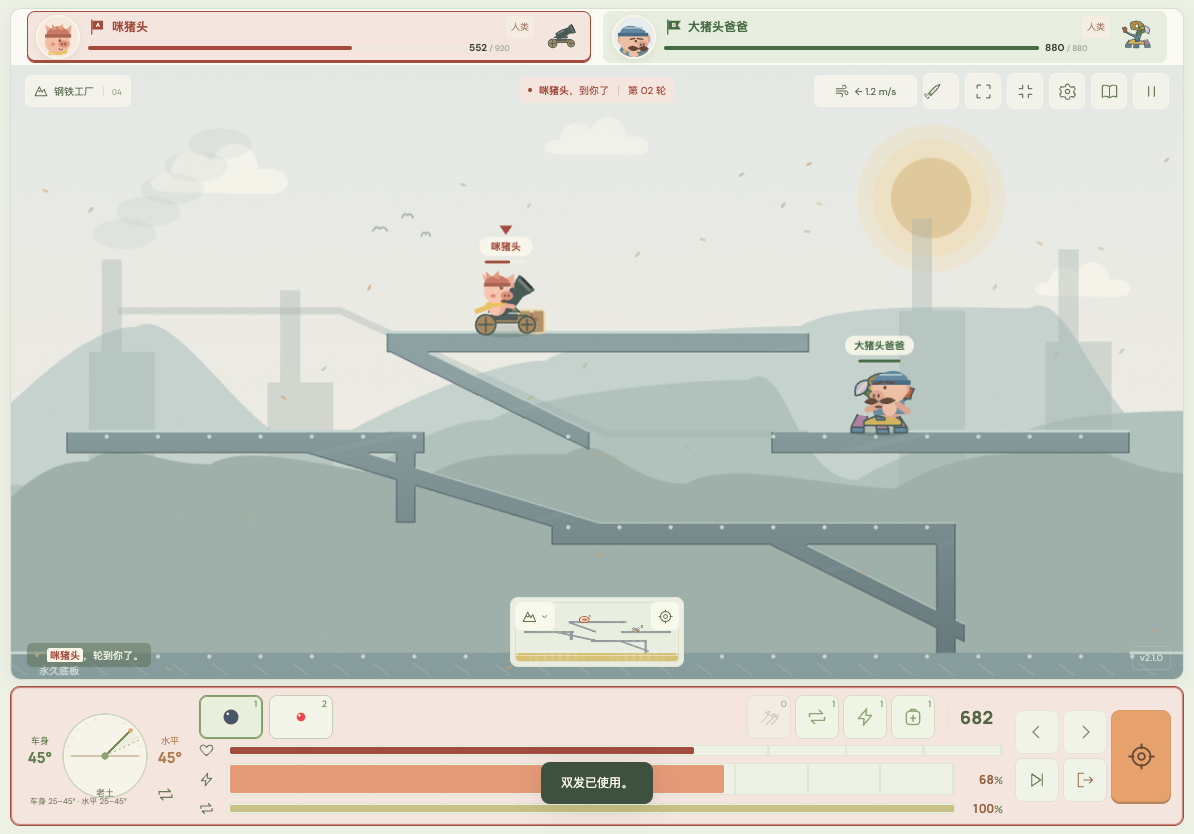 咪猪头
人类
552 / 920
大猪头爸爸
人类
880 / 880
钢铁工厂 04
咪猪头，到你了 第 02 轮
← 1.2 m/s
咪猪头
大猪头爸爸
咪猪头，轮到你了。
永久底板
v2.1.0
车身
45°
水平
45°
老土
车身 25–45° · 水平 25–45°
1
2
0
1
1
1
682
68%
100%
双发已使用。